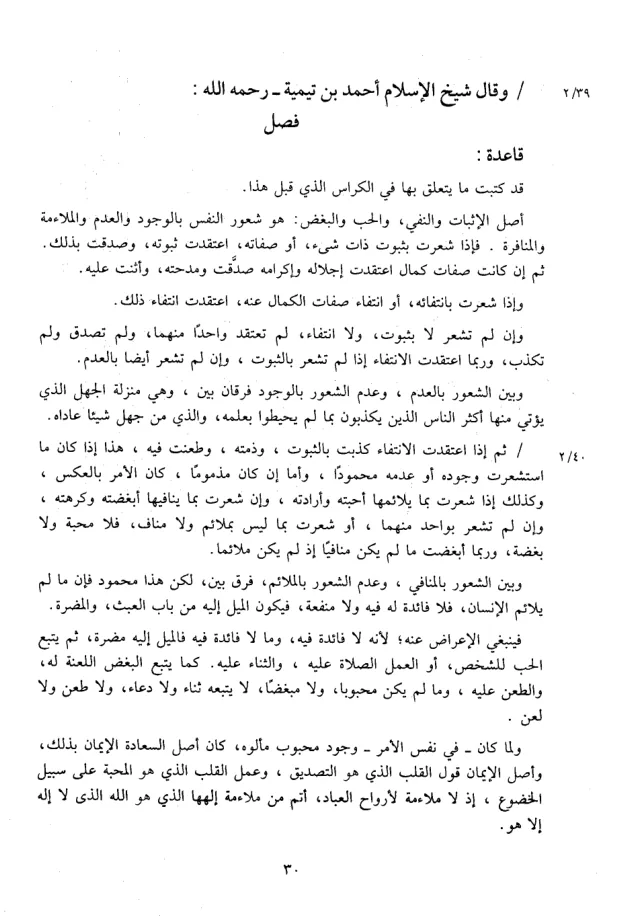 ٢/٣٩ / وقال شيخ الإسلام أحمد بن تيمية ـ رحمه الله :
فصل
قاعدة :
قد كتبت ما يتعلق بها في الكراس الذي قبل هذا.
أصل الإثبات والنفي، والحب والبغض: هو شعور النفس بالوجود والعدم والملاءمة
والمنافرة . فإذا شعرت بثبوت ذات شىء، أو صفاته، اعتقدت ثبوته، وصدقت بذلك.
ثم إن كانت صفات كمال اعتقدت إجلاله وإكرامه صدَّقت ومدحته، وأثنت عليه.
وإذا شعرت بانتفائه، أو انتفاء صفات الكمال عنه، اعتقدت انتفاء ذلك.
وإن لم تشعر لا بثبوت، ولا انتفاء، لم تعتقد واحدًا منهما، ولم تصدق ولم
تكذب، وربما اعتقدت الانتفاء إذا لم تشعر بالثبوت ، وإن لم تشعر أيضا بالعدم.
وبين الشعور بالعدم ، وعدم الشعور بالوجود فرقان بين ، وهي منزلة الجهل الذي
يؤتي منها أكثر الناس الذين يكذبون بما لم يحيطوا بعلمه، والذي من جهل شيئا عاداه.
٢/٤٠ / ثم إذا اعتقدت الانتفاء كذبت بالثبوت ، وذمته ، وطعنت فيه ، هذا إذا كان ما
استشعرت وجوده أو عدمه محمودًا ، وأما إن كان مذمومًا ، كان الأمر بالعكس ،
وكذلك إذا شعرت بما يلائمها أحبته وأرادته ، وإن شعرت بما ينافيها أبغضته وكرهته ،
وإن لم تشعر بواحد منهما ، أو شعرت بما ليس بملائم ولا مناف، فلا محبة ولا
بغضة، وربما أبغضت ما لم يكن منافيًا إذ لم يكن ملائما.
وبين الشعور بالمنافي ، وعدم الشعور بالملائم، فرق بين، لكن هذا محمود فإن ما لم
يلائم الإنسان، فلا فائدة له فيه ولا منفعة، فيكون الميل إليه من باب العبث، والمضرة.
فينبغي الإعراض عنه؛ لأنه لا فائدة فيه، وما لا فائدة فيه فالميل إليه مضرة، ثم يتبع
الحب للشخص، أو العمل الصلاة عليه ، والثناء عليه. كما يتبع البغض اللعنة له،
والطعن عليه ، وما لم يكن محبوبا، ولا مبغضًا، لا يتبعه ثناء ولا دعاء، ولا طعن ولا
لعن .
ولما كان ـ في نفس الأمر ـ وجود محبوب مألوه، كان أصل السعادة الإيمان بذلك،
وأصل الإيمان قول القلب الذي هو التصديق ، وعمل القلب الذي هو المحبة على سبيل
الخضوع ، إذ لا ملاءمة لأرواح العباد، أتم من ملاءمة إلهها الذي هو الله الذى لا إله
إلا هو.
٣٠